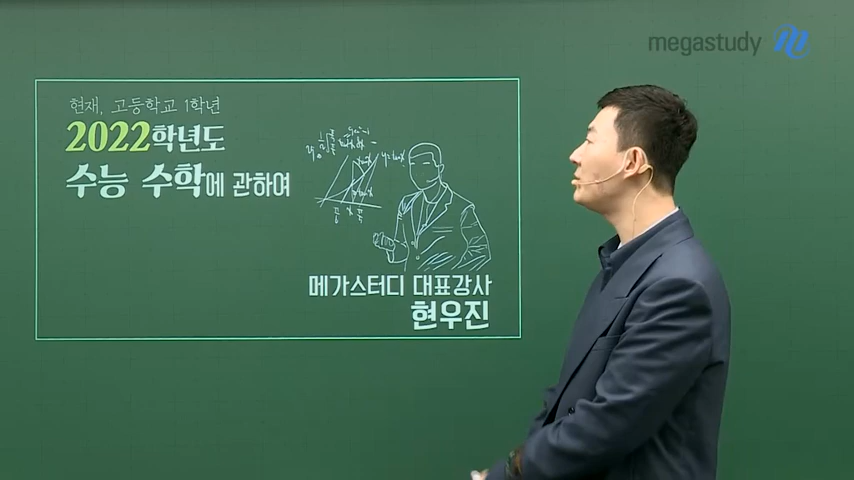 megastudy
현재, 고등학교 1학년
2022학년도
수능 수학에 관하여
메가스터디 대표강사
현우진